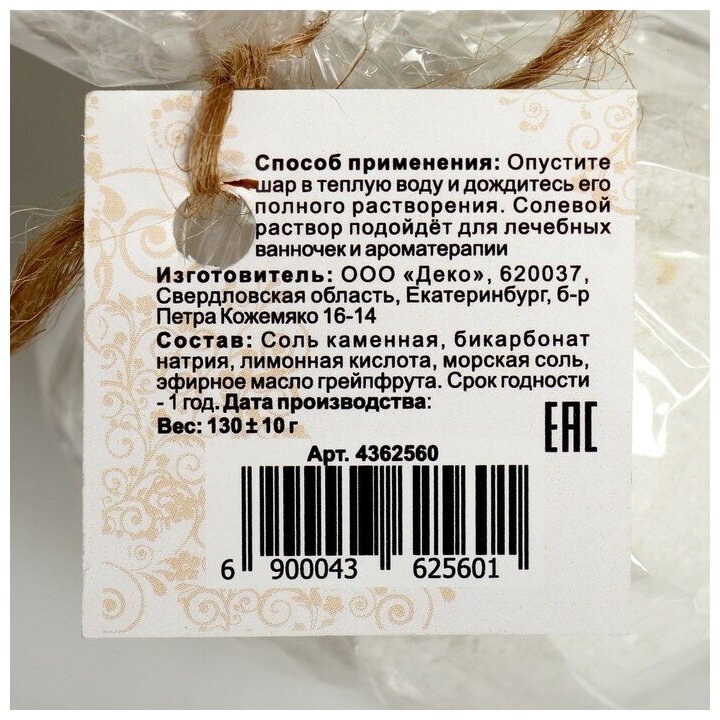 Способ применения: Опустите
шар в теплую воду и дождитесь его
полного растворения. Солевой
раствор подойдёт для лечебных
ванночек и ароматерапии
Изготовитель: ООО «Деко», 620037,
Свердловская область, Екатеринбург, б-р
Петра Кожемяко 16-14
Состав: Соль каменная, бикарбонат
натрия, лимонная кислота, морская соль,
эфирное масло грейпфрута. Срок годности
- 1 год. Дата производства:
Вес: 130 ± 10 г
EAC
Арт. 4362560
6 900043 625601